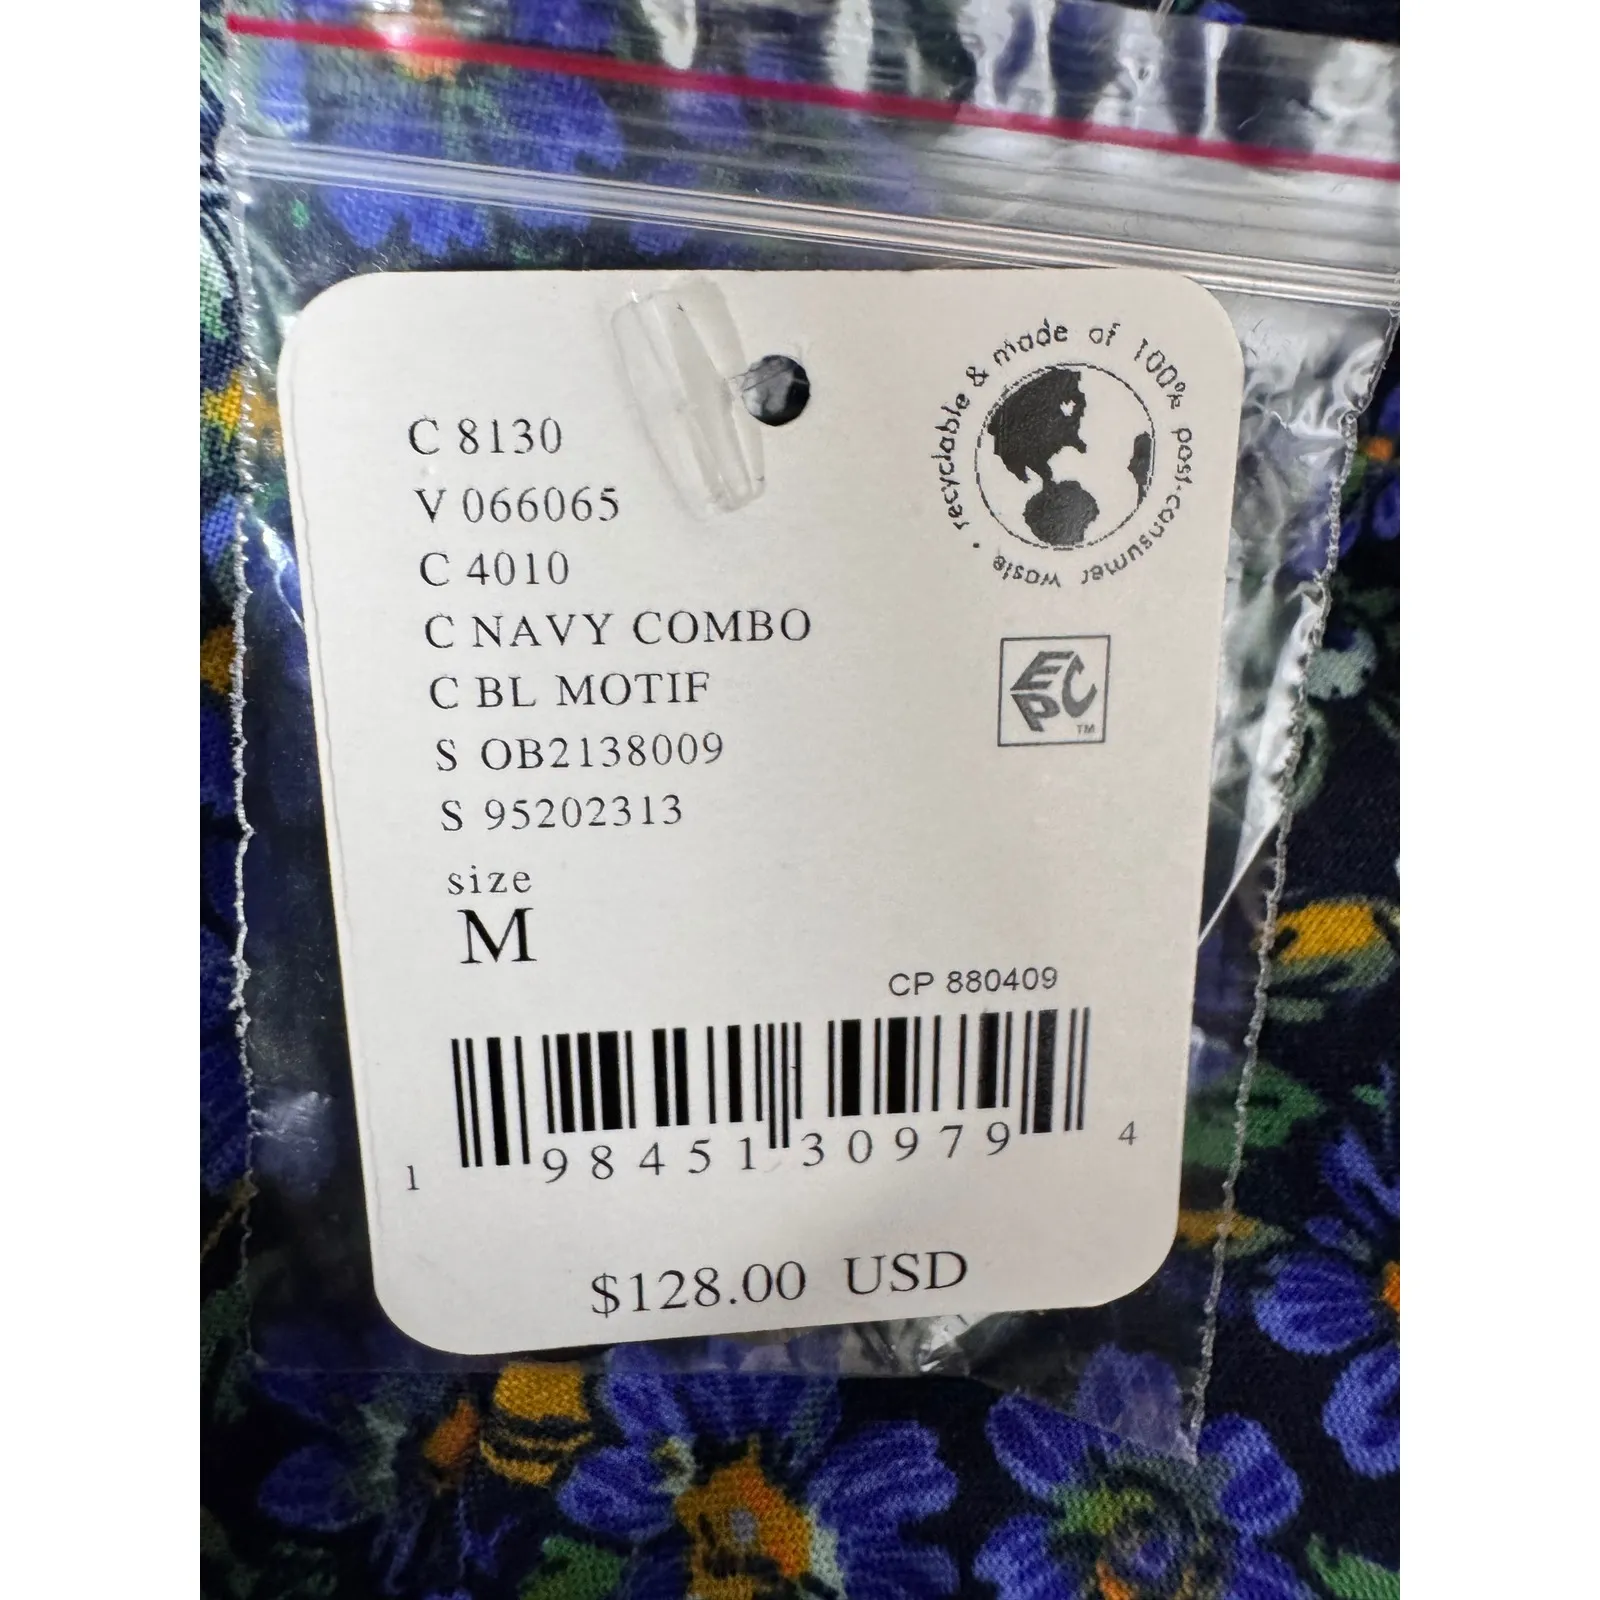 recyclable & made of 100% post-consumer waste •
C 8130
V 066065
C 4010
C NAVY COMBO
C BL MOTIF
EPC TM
S OB2138009
S 95202313
size
M
CP 880409
1 98451 30979 4
$128.00 USD